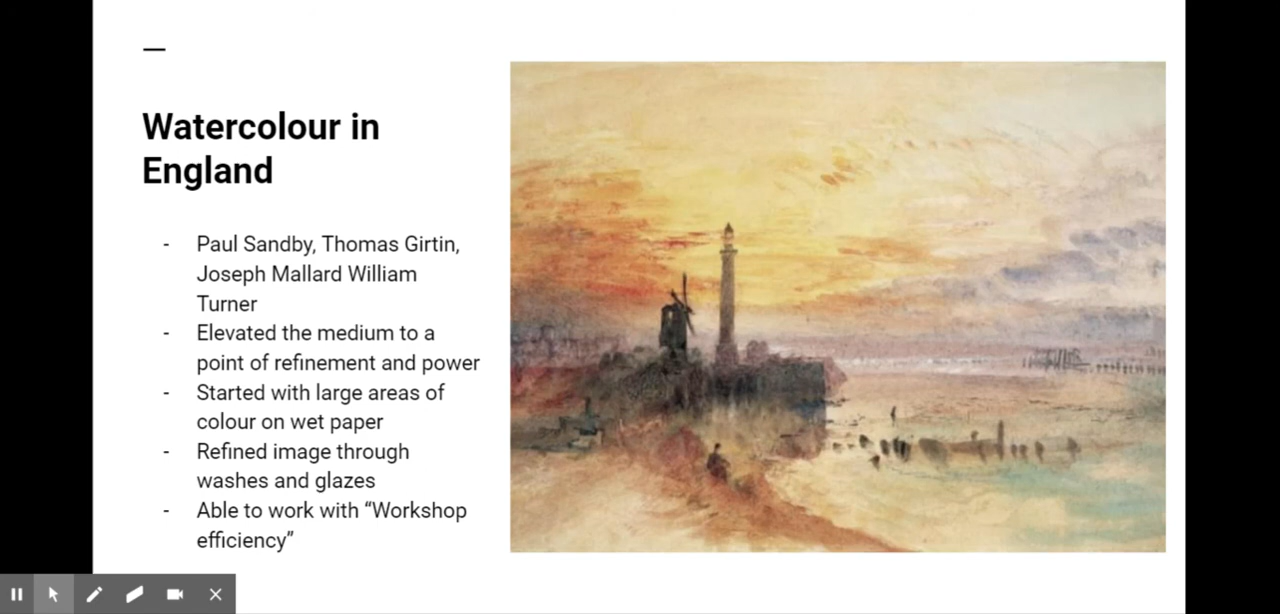 Watercolour in
England
- Paul Sandby, Thomas Girtin,
Joseph Mallard William
Turner
- Elevated the medium to a
point of refinement and power
- Started with large areas of
colour on wet paper
- Refined image through
washes and glazes
- Able to work with “Workshop
efficiency”